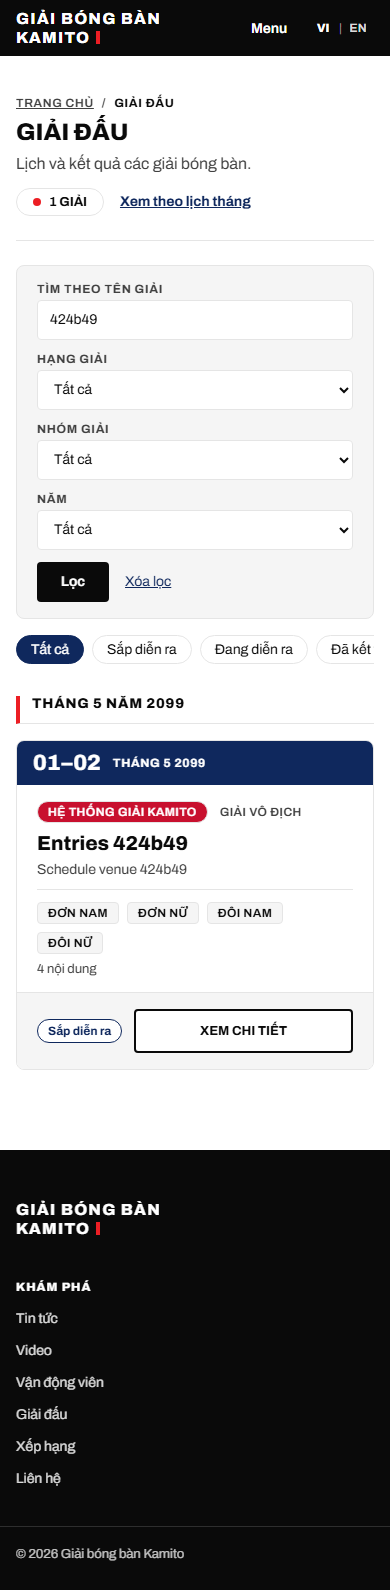 GIẢI BÓNG BÀN
KAMITO
Menu
VI | EN
TRANG CHỦ / GIẢI ĐẤU
GIẢI ĐẤU
Lịch và kết quả các giải bóng bàn.
1 GIẢI
Xem theo lịch tháng
TÌM THEO TÊN GIẢI
424b49
HẠNG GIẢI
Tất cả
NHÓM GIẢI
Tất cả
NĂM
Tất cả
Lọc
Xóa lọc
Tất cả
Sắp diễn ra
Đang diễn ra
Đã kết
THÁNG 5 NĂM 2099
01–02 THÁNG 5 2099
HỆ THỐNG GIẢI KAMITO
GIẢI VÔ ĐỊCH
Entries 424b49
Schedule venue 424b49
ĐƠN NAM
ĐƠN NỮ
ĐÔI NAM
ĐÔI NỮ
4 nội dung
Sắp diễn ra
XEM CHI TIẾT
GIẢI BÓNG BÀN
KAMITO
KHÁM PHÁ
Tin tức
Video
Vận động viên
Giải đấu
Xếp hạng
Liên hệ
© 2026 Giải bóng bàn Kamito